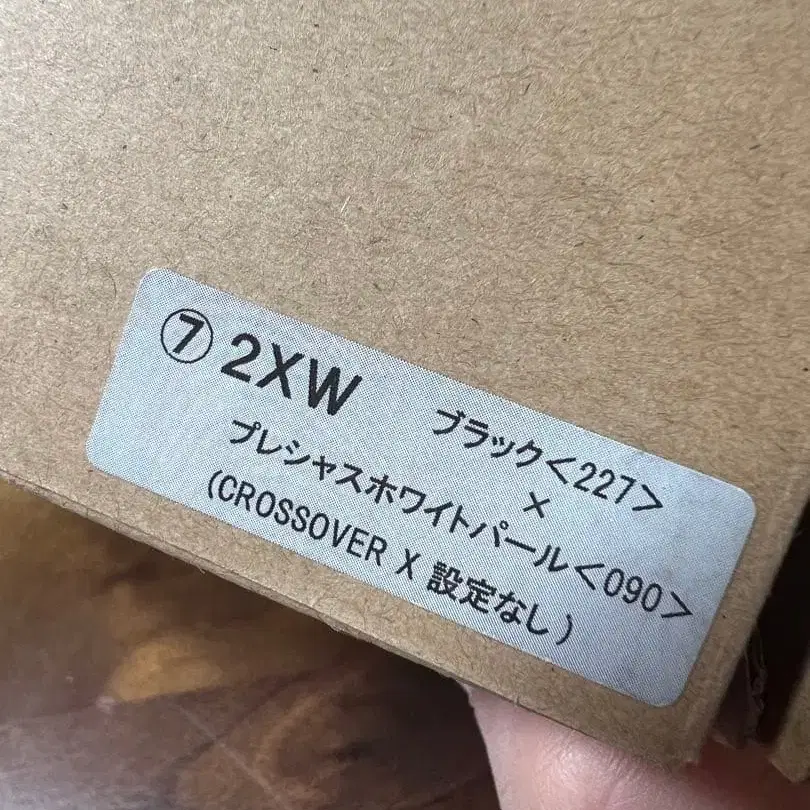 ⑦ 2XW
ブラック<227>
×
プレシャスホワイトパール<090>
(CROSSOVER X 設定なし)